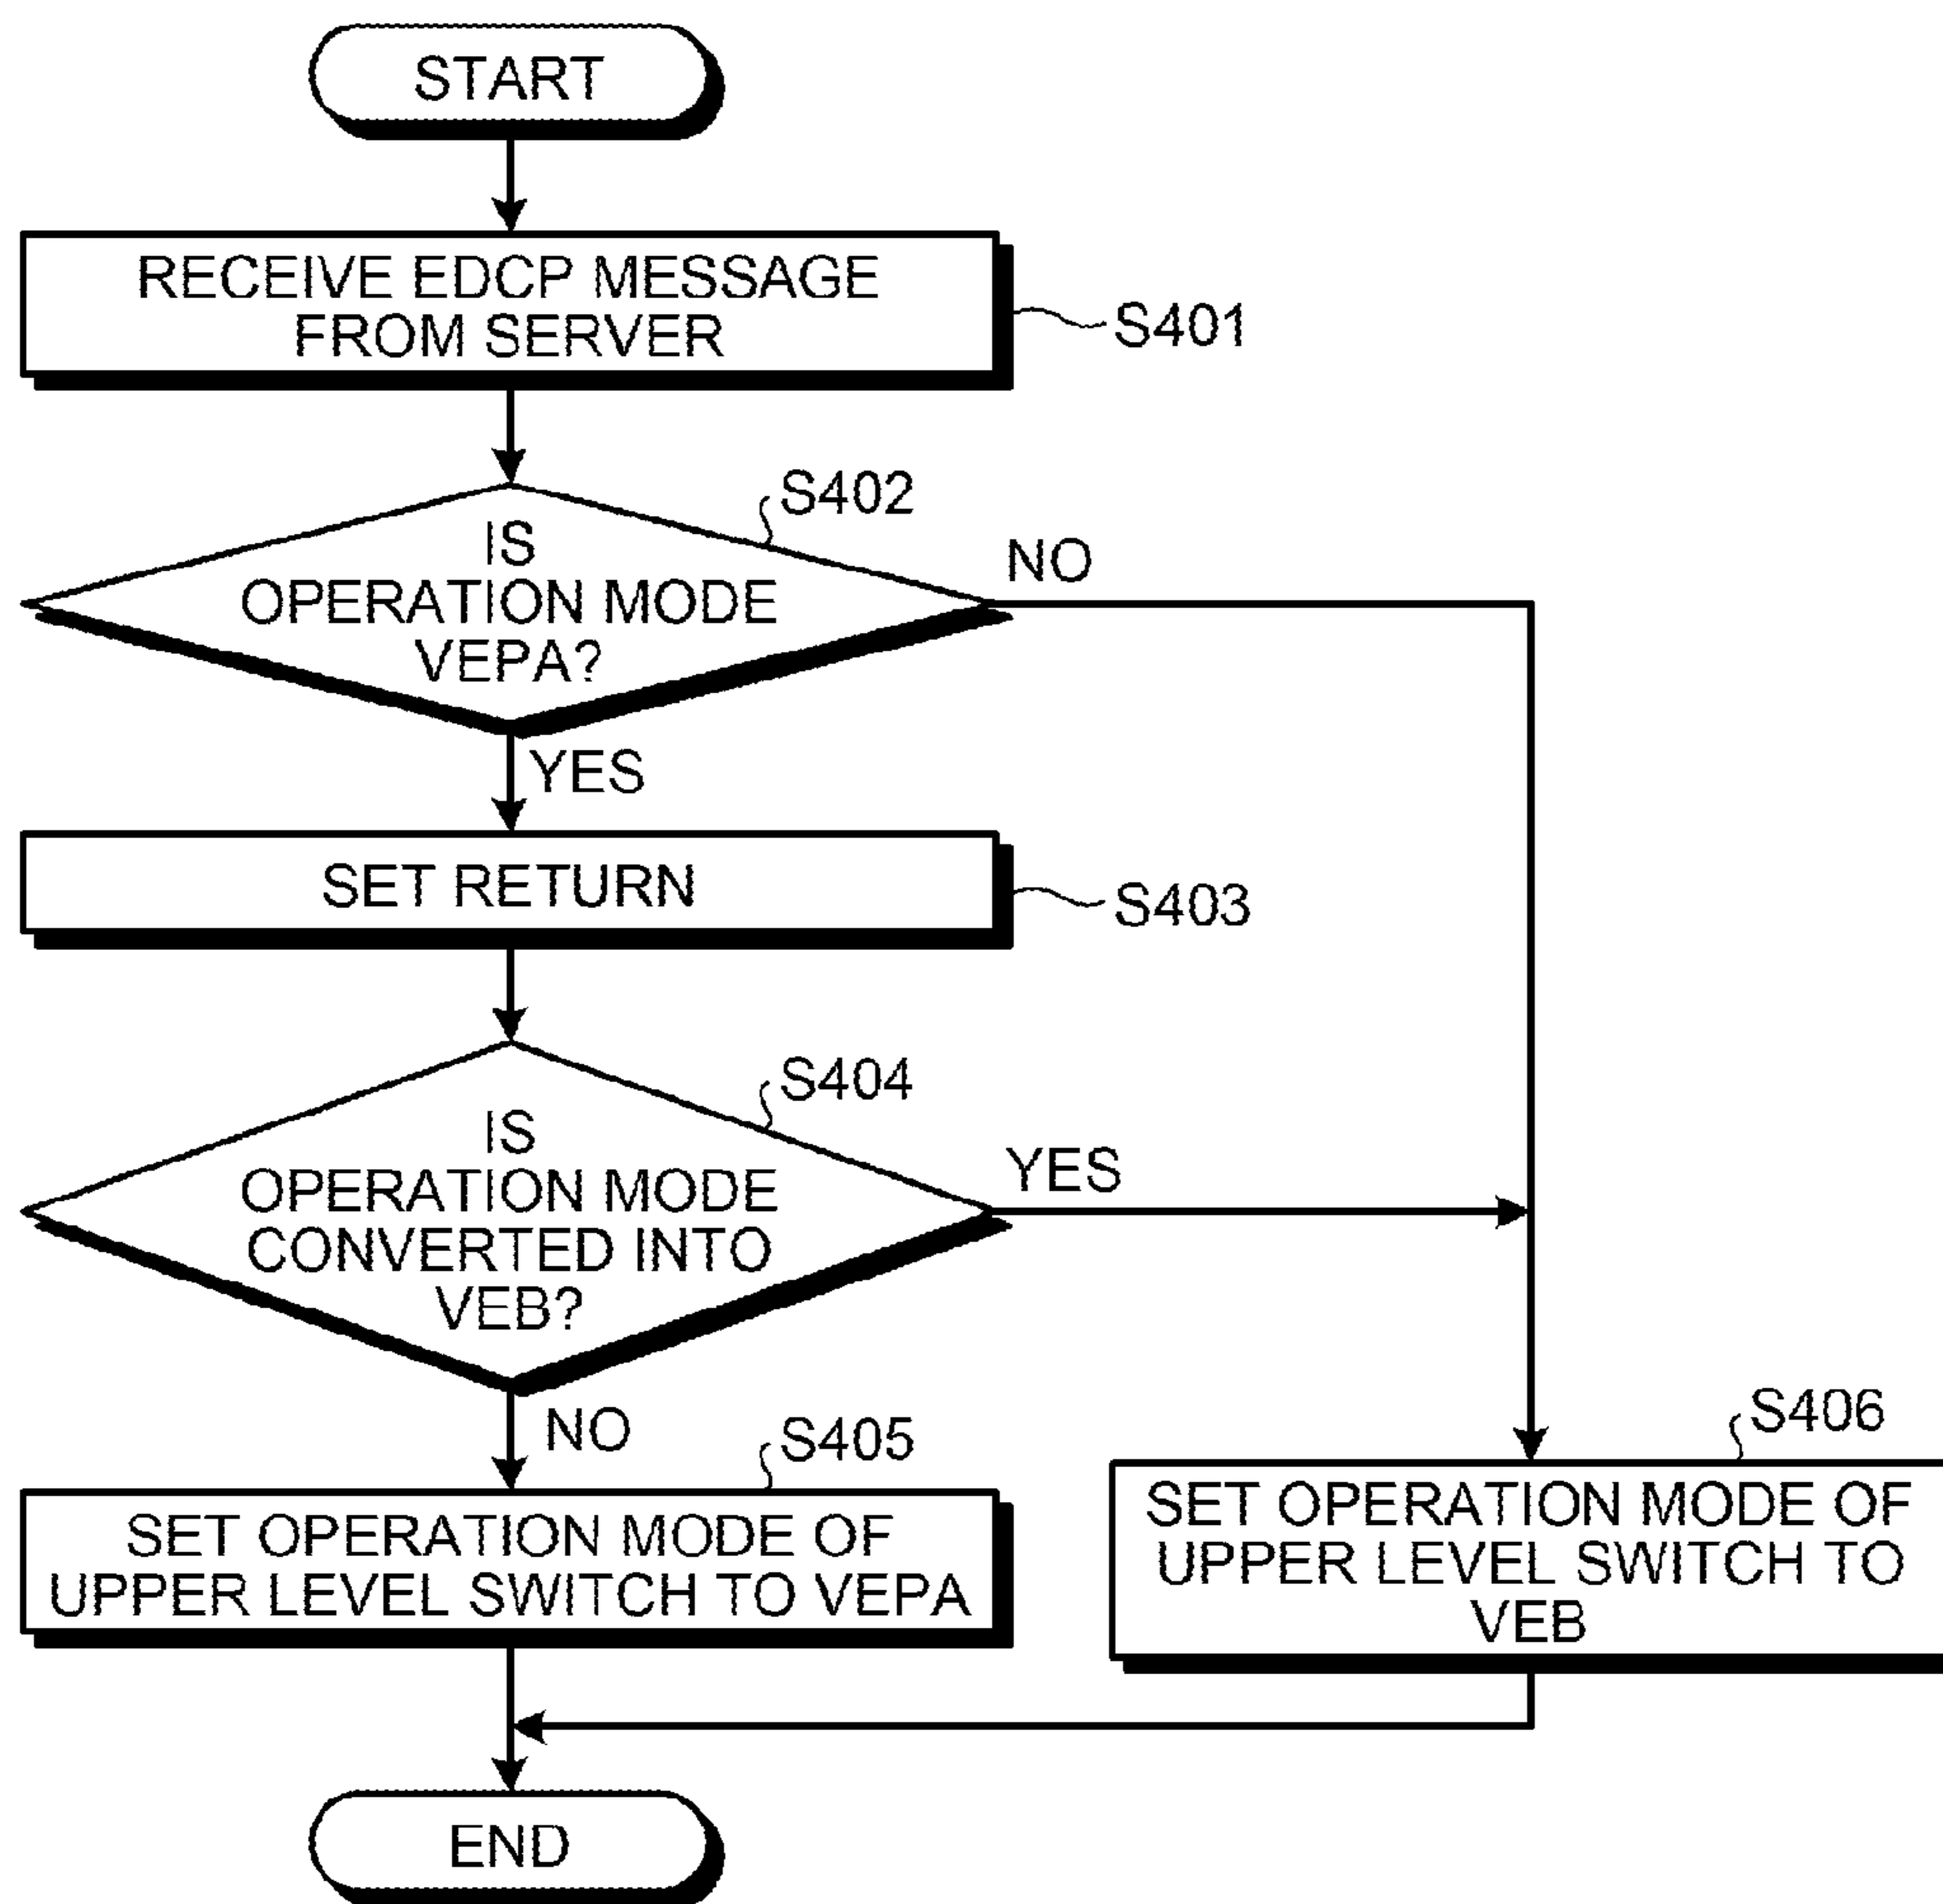 START
RECEIVE EDCP MESSAGE
FROM SERVER
S401
S402
IS
OPERATION MODE
VEPA?
NO
YES
SET RETURN
S403
S404
IS
OPERATION MODE
CONVERTED INTO
VEB?
YES
NO
S405
SET OPERATION MODE OF
UPPER LEVEL SWITCH TO VEPA
S406
SET OPERATION MODE OF
UPPER LEVEL SWITCH TO
VEB
END